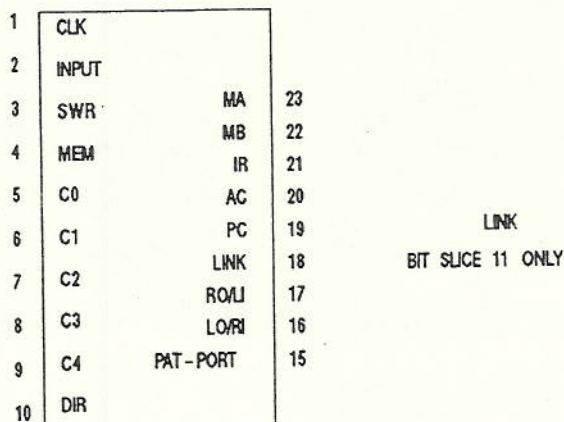 1 CLK
2 INPUT
3 SWR MA 23
MB 22
4 MEM IR 21
5 C0 AC 20
6 C1 PC 19 LINK
LINK 18 BIT SLICE 11 ONLY
7 C2 RO/LI 17
8 C3 LO/RI 16
9 C4 PAT-PORT 15
10 DIR